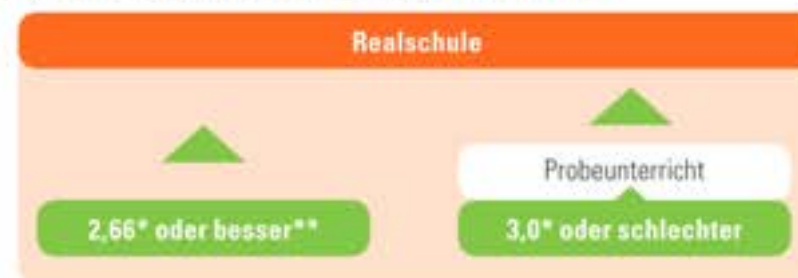 Realschule
Probeunterricht
2,66* oder besser**
3,0* oder schlechter